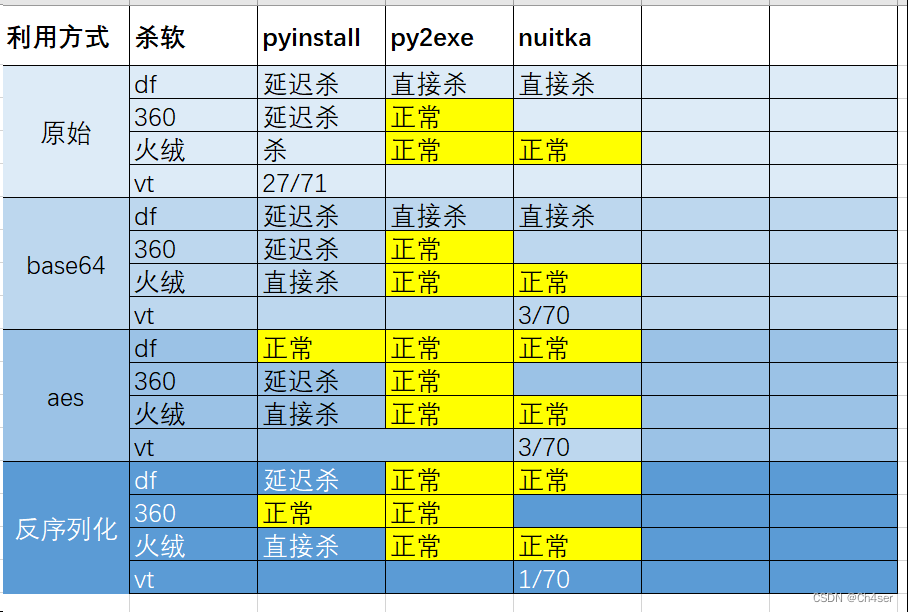 利用方式 杀软 pyinstall py2exe nuitka
原始
df 延迟杀 直接杀 直接杀
360 延迟杀 正常
火绒 杀 正常 正常
vt 27/71
base64
df 延迟杀 直接杀 直接杀
360 延迟杀 正常
火绒 直接杀 正常 正常
vt 3/70
aes
df 正常 正常 正常
360 延迟杀 正常
火绒 直接杀 正常 正常
vt 3/70
反序列化
df 延迟杀 正常 正常
360 正常 正常
火绒 直接杀 正常 正常
vt 1/70
CSDN @Ch4ser